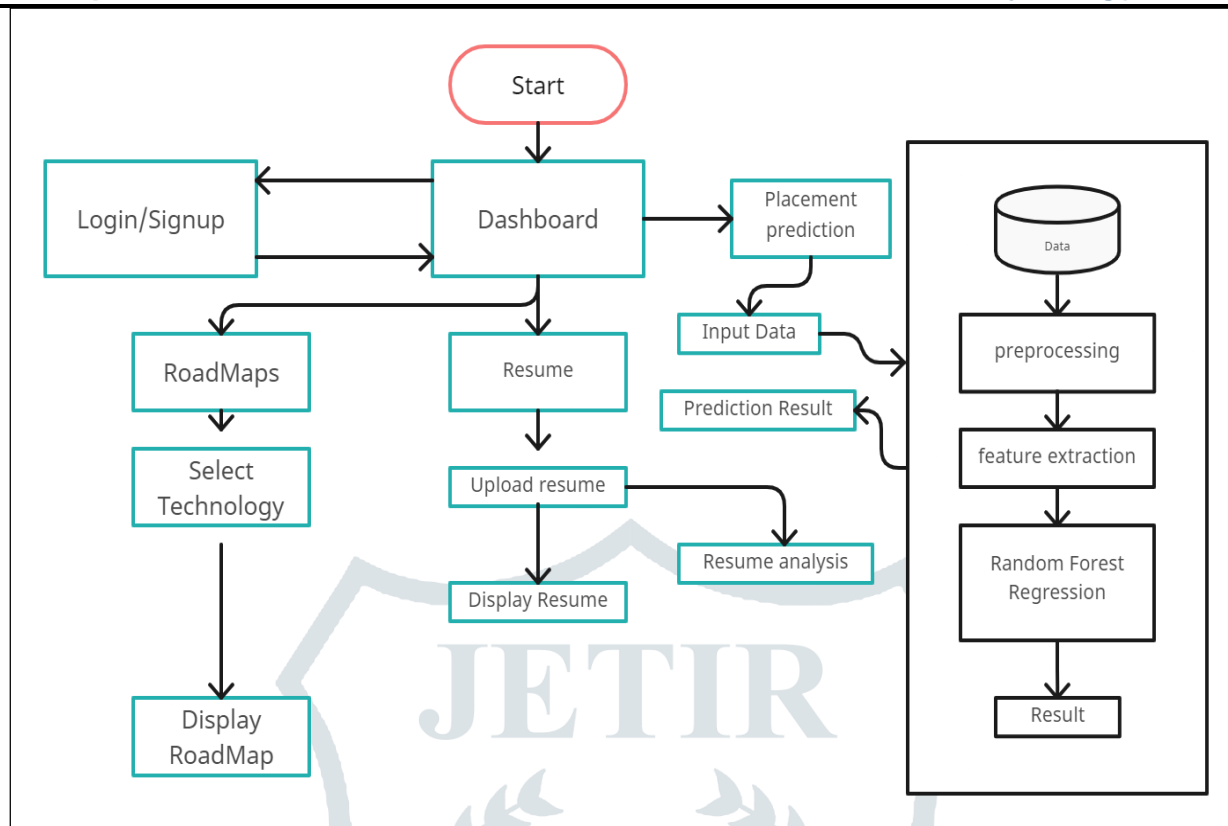 Start
Login/Signup
Dashboard
Placement
prediction
Data
Input Data
preprocessing
RoadMaps
Resume
Prediction Result
feature extraction
Select
Technology
Upload resume
Resume analysis
Random Forest
Regression
Display Resume
JETIR
Display
RoadMap
Result